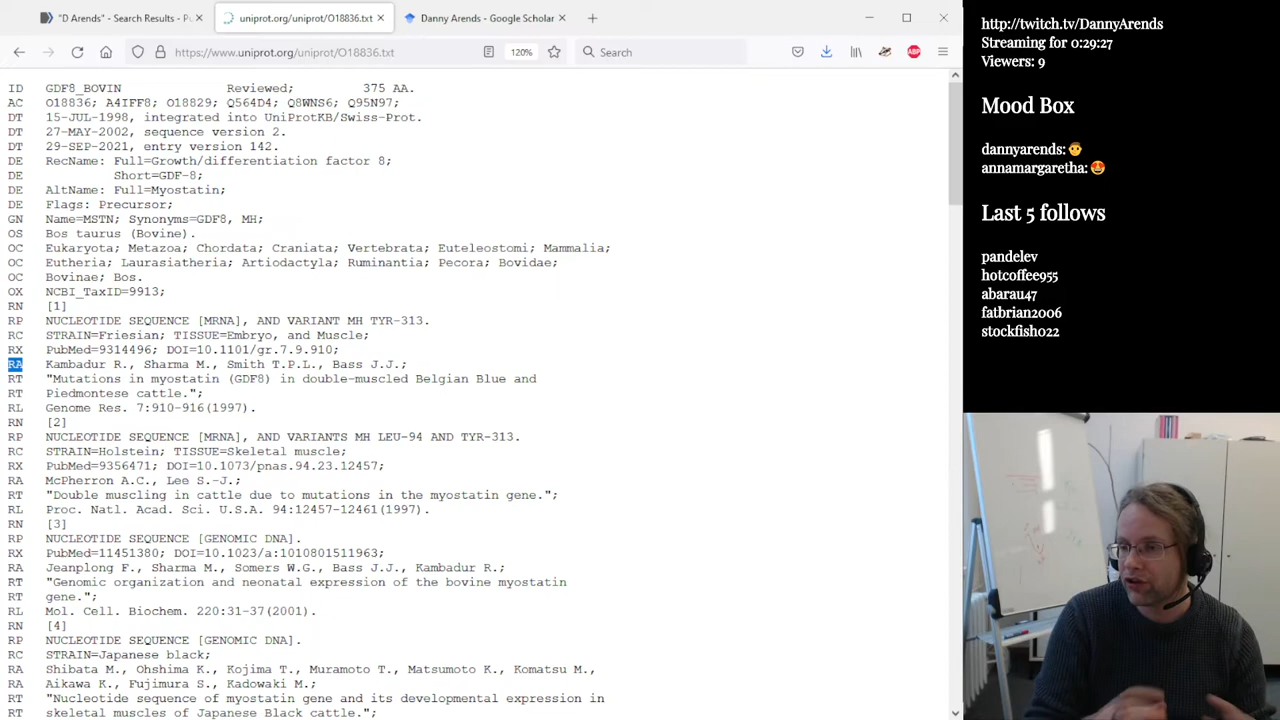 "D Arends" - Search Results - Pu
uniprot.org/uniprot/O18836.txt
Danny Arends - Google Scholar
https://www.uniprot.org/uniprot/O18836.txt
120%
Search
ABP
ID GDF8_BOVIN Reviewed; 375 AA.
AC O18836; A4IFF8; O18829; Q564D4; Q8WNS6; Q95N97;
DT 15-JUL-1998, integrated into UniProtKB/Swiss-Prot.
DT 27-MAY-2002, sequence version 2.
DT 29-SEP-2021, entry version 142.
DE RecName: Full=Growth/differentiation factor 8;
DE Short=GDF-8;
DE AltName: Full=Myostatin;
DE Flags: Precursor;
GN Name=MSTN; Synonyms=GDF8, MH;
OS Bos taurus (Bovine).
OC Eukaryota; Metazoa; Chordata; Craniata; Vertebrata; Euteleostomi; Mammalia;
OC Eutheria; Laurasiatheria; Artiodactyla; Ruminantia; Pecora; Bovidae;
OC Bovinae; Bos.
OX NCBI_TaxID=9913;
RN [1]
RP NUCLEOTIDE SEQUENCE [MRNA], AND VARIANT MH TYR-313.
RC STRAIN=Friesian; TISSUE=Embryo, and Muscle;
RX PubMed=9314496; DOI=10.1101/gr.7.9.910;
RA Kambadur R., Sharma M., Smith T.P.L., Bass J.J.;
RT "Mutations in myostatin (GDF8) in double-muscled Belgian Blue and
RT Piedmontese cattle.";
RL Genome Res. 7:910-916(1997).
RN [2]
RP NUCLEOTIDE SEQUENCE [MRNA], AND VARIANTS MH LEU-94 AND TYR-313.
RC STRAIN=Holstein; TISSUE=Skeletal muscle;
RX PubMed=9356471; DOI=10.1073/pnas.94.23.12457;
RA McPherron A.C., Lee S.-J.;
RT "Double muscling in cattle due to mutations in the myostatin gene.";
RL Proc. Natl. Acad. Sci. U.S.A. 94:12457-12461(1997).
RN [3]
RP NUCLEOTIDE SEQUENCE [GENOMIC DNA].
RX PubMed=11451380; DOI=10.1023/a:1010801511963;
RA Jeanplong F., Sharma M., Somers W.G., Bass J.J., Kambadur R.;
RT "Genomic organization and neonatal expression of the bovine myostatin
RT gene.";
RL Mol. Cell. Biochem. 220:31-37(2001).
RN [4]
RP NUCLEOTIDE SEQUENCE [GENOMIC DNA].
RC STRAIN=Japanese black;
RA Shibata M., Ohshima K., Kojima T., Muramoto T., Matsumoto K., Komatsu M.,
RA Aikawa K., Fujimura S., Kadowaki M.;
RT "Nucleotide sequence of myostatin gene and its developmental expression in
RT skeletal muscles of Japanese Black cattle.";
http://twitch.tv/DannyArends
Streaming for 0:29:27
Viewers: 9
Mood Box
dannyarends:
annamargaretha:
Last 5 follows
pandelev
hotcoffee955
abarau47
fatbrian2006
stockfish022